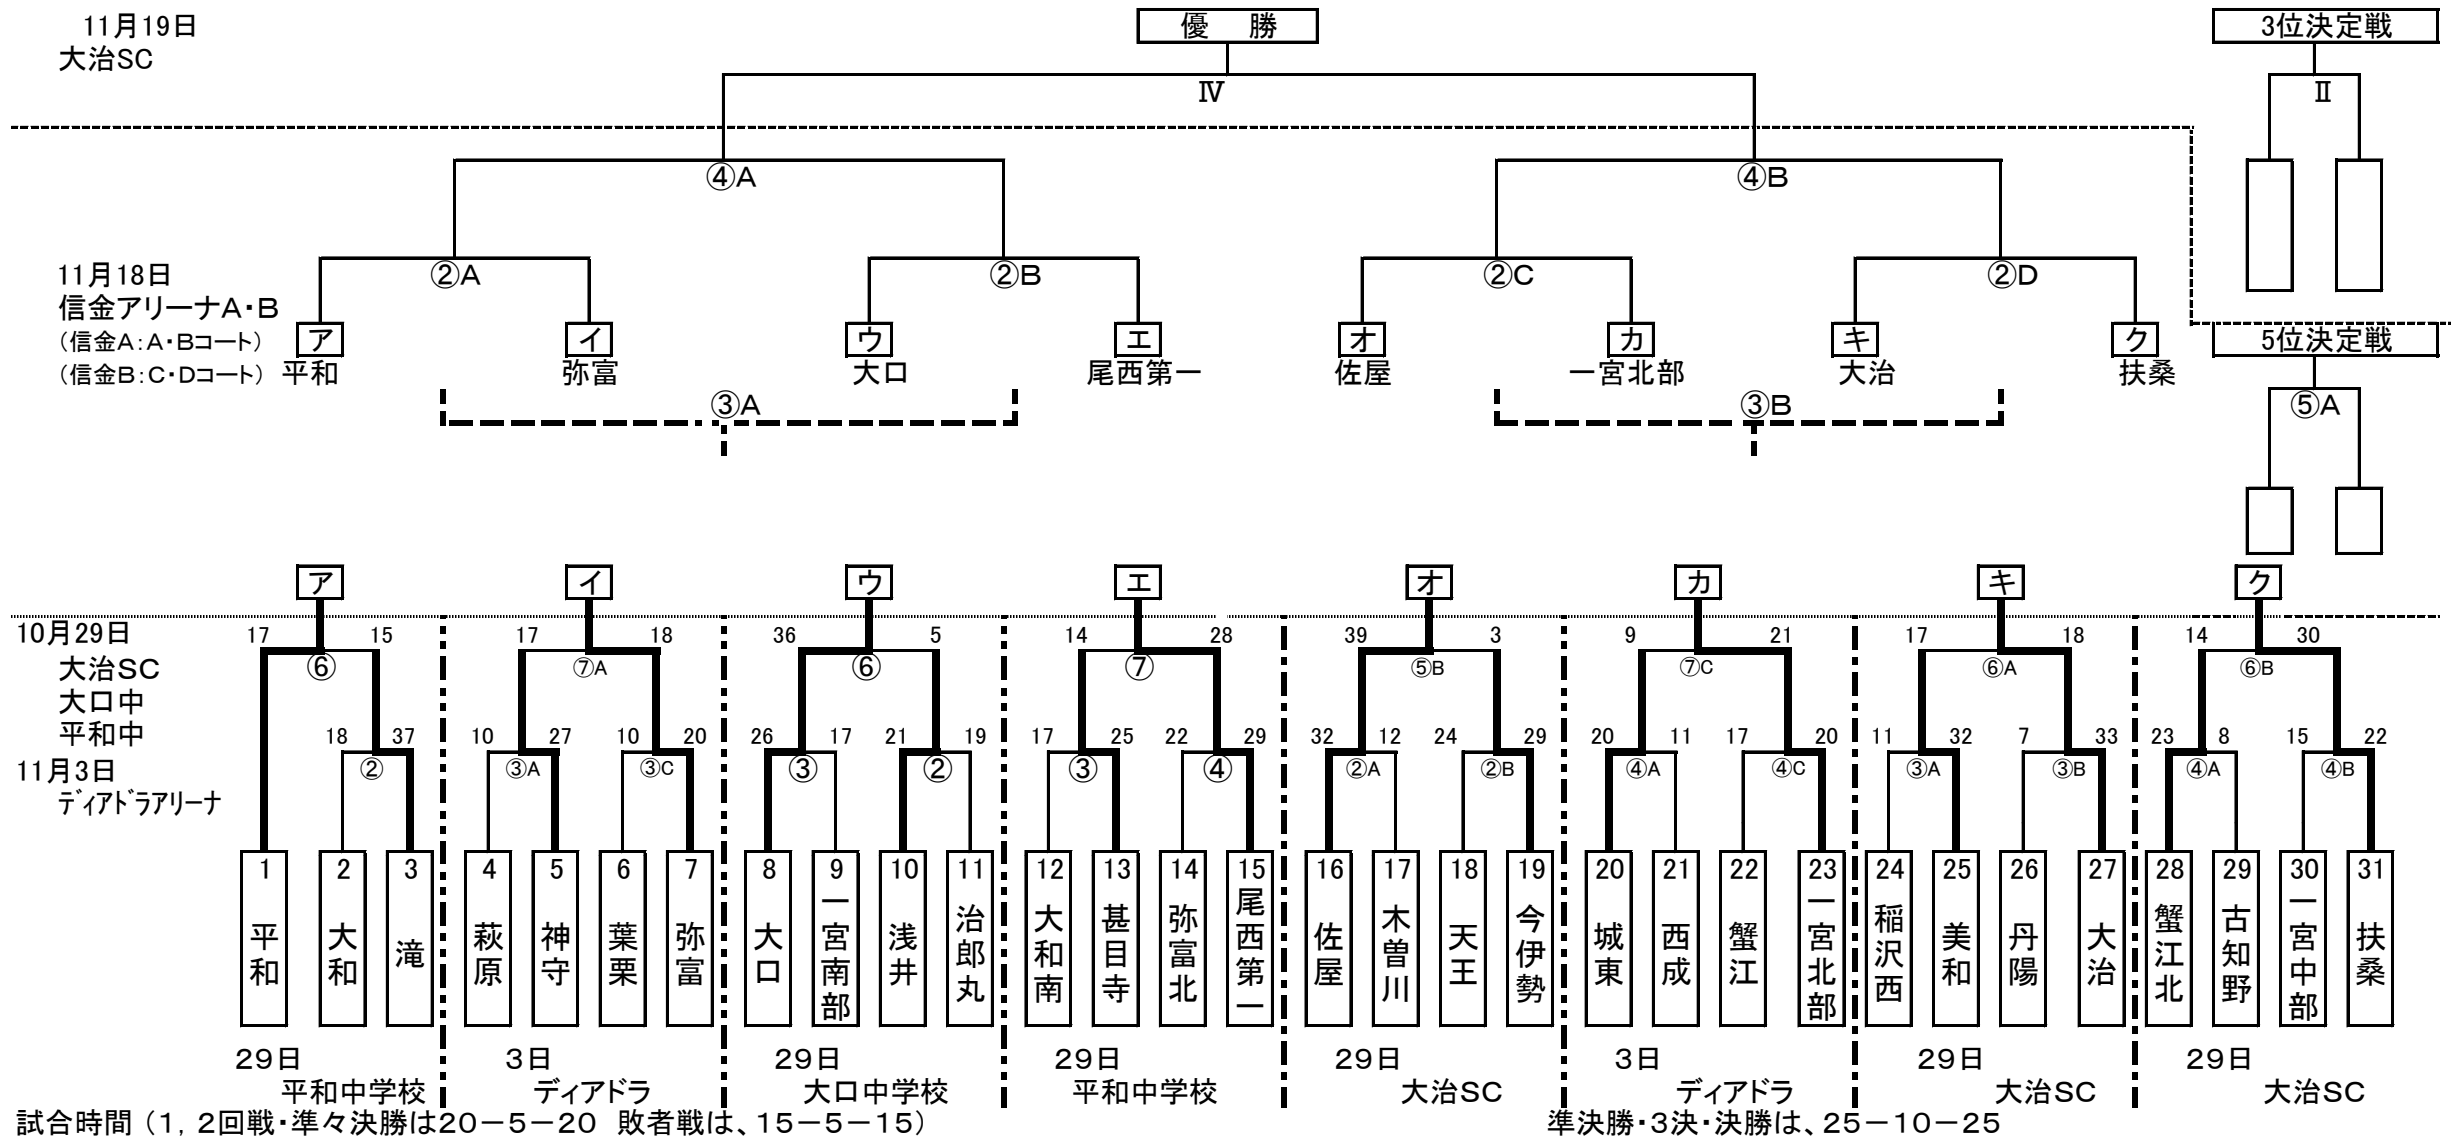 11月19日
大治SC
優　勝
3位決定戦
Ⅳ
Ⅱ
④A
④B
11月18日
信金アリーナA・B
（信金A：A・Bコート）
（信金B：C・Dコート）
②A
②B
②C
②D
ア
イ
ウ
エ
オ
カ
キ
ク
平和
弥富
大口
尾西第一
佐屋
一宮北部
大治
扶桑
5位決定戦
③A
③B
⑤A
ア
イ
ウ
エ
オ
カ
キ
ク
10月29日
大治SC
大口中
平和中
11月3日
ディアドラアリーナ
17 15 17 18 36 5 14 28 39 3 9 21 17 18 14 30
⑥ ⑦A ⑥ ⑦ ⑤B ⑦C ⑥A ⑥B
18 37 10 27 10 20 26 17 21 19 17 25 22 29 32 12 24 29 20 11 17 20 11 32 7 33 23 8 15 22
② ③A ③C ③ ② ③ ④ ②A ②B ④A ④C ③A ③B ④A ④B
1 平和
2 大和
3 滝
4 萩原
5 神守
6 葉栗
7 弥富
8 大口
9 一宮南部
10 浅井
11 治郎丸
12 大和南
13 甚目寺
14 弥富北
15 尾西第一
16 佐屋
17 木曽川
18 天王
19 今伊勢
20 城東
21 西成
22 蟹江
23 一宮北部
24 稲沢西
25 美和
26 丹陽
27 大治
28 蟹江北
29 古知野
30 一宮中部
31 扶桑
29日
平和中学校
3日
ディアドラ
29日
大口中学校
29日
平和中学校
29日
大治SC
3日
ディアドラ
29日
大治SC
29日
大治SC
試合時間（1，2回戦・準々決勝は20－5－20　敗者戦は、15－5－15）
準決勝・3決・決勝は、25－10－25